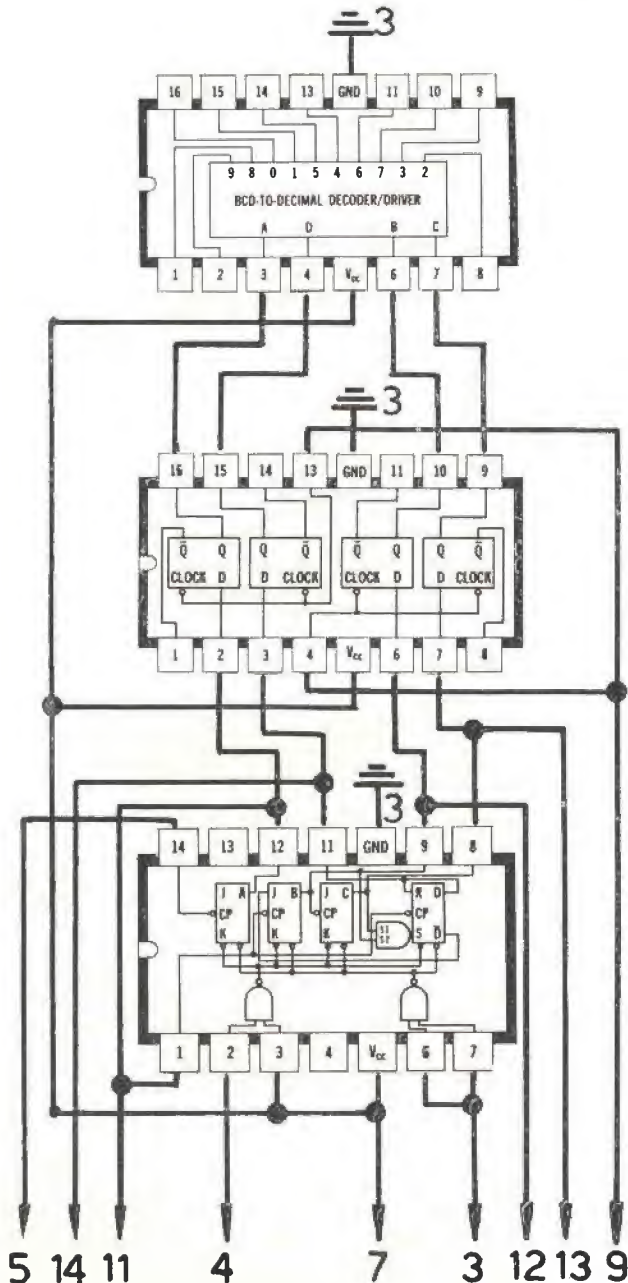 3
16 15 14 13 GND 11 10 9
9 8 0 1 5 4 6 7 3 2
BCD-TO-DECIMAL DECODER/DRIVER
A D B C
1 2 3 4 Vcc 6 7 8
3
16 15 14 13 GND 11 10 9
Q̅ Q Q Q̅ Q̅ Q Q Q̅
CLOCK D D CLOCK CLOCK D D CLOCK
1 2 3 4 Vcc 6 7
3
14 13 12 11 GND 9 8
J A J B J C R D
CP CP CP CP
K K K S D̅
S1
S2
1 2 3 4 Vcc 6 7
5 14 11 4 7 3 12 13 9